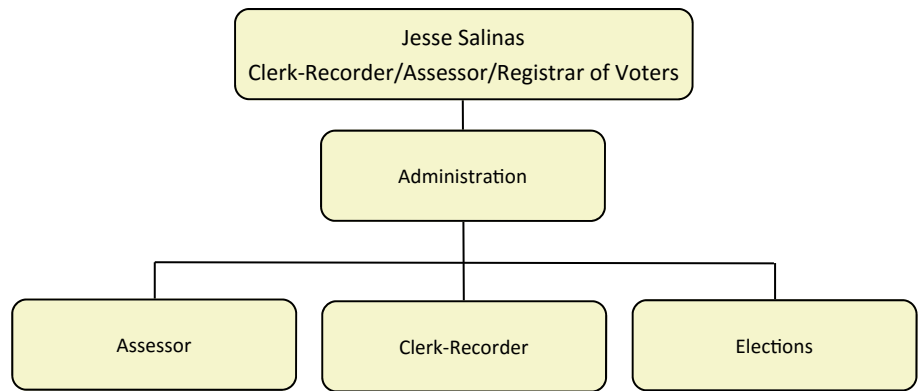 Jesse Salinas
Clerk-Recorder/Assessor/Registrar of Voters
Administration
Assessor
Clerk-Recorder
Elections